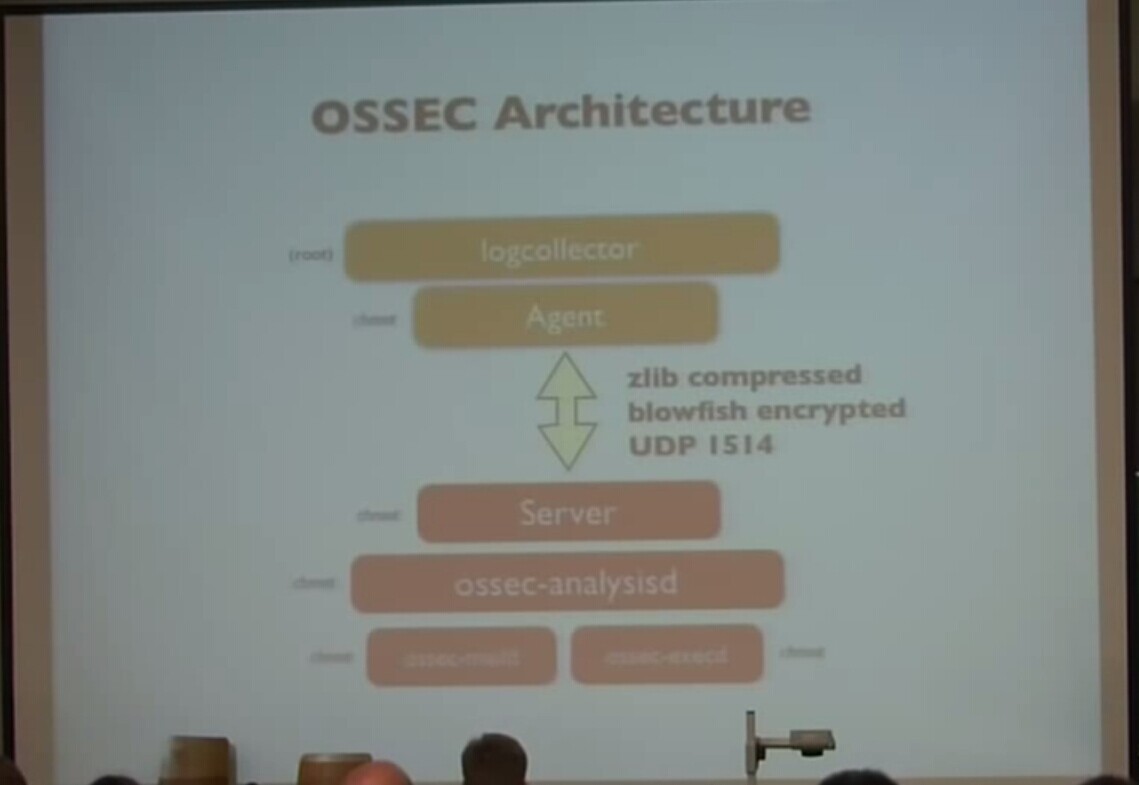 OSSEC Architecture
(root) logcollector
chroot Agent
zlib compressed
blowfish encrypted
UDP 1514
chroot Server
chroot ossec-analysisd
chroot ossec-maild ossec-execd chroot